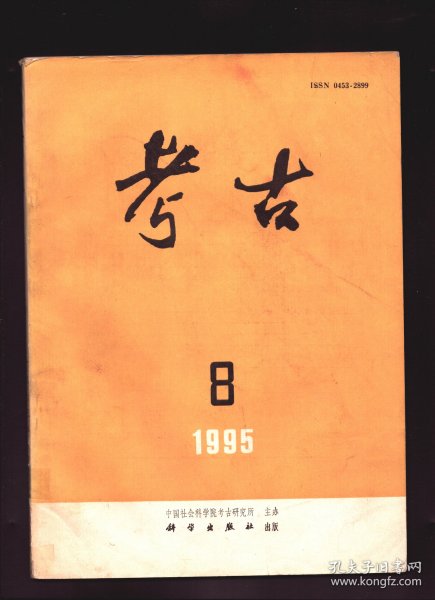 ISSN 0453-2899
考古
8
1995
中国社会科学院考古研究所 主办
科学出版社 出版
孔夫子旧书网
www.kongfz.com